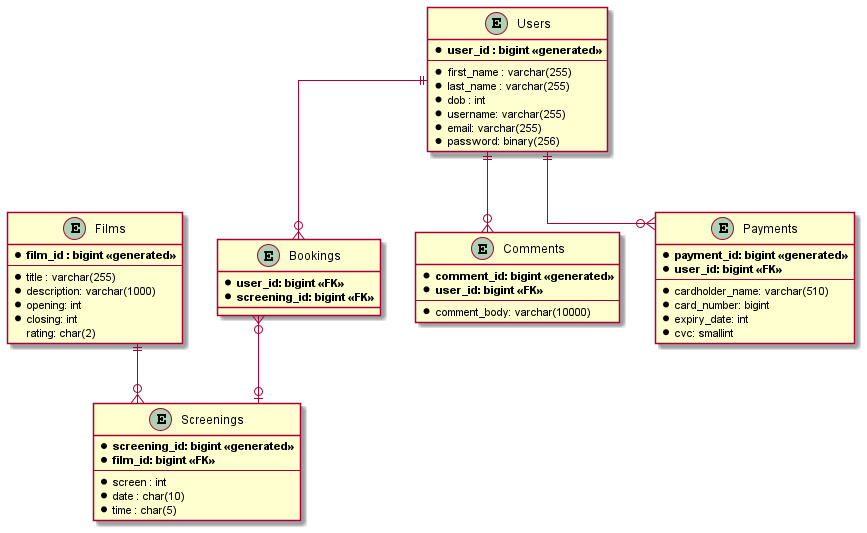 E Users
user_id : bigint «generated»
first_name : varchar(255)
last_name : varchar(255)
dob : int
username: varchar(255)
email: varchar(255)
password: binary(256)
E Films
film_id : bigint «generated»
title : varchar(255)
description: varchar(1000)
opening: int
closing: int
rating: char(2)
E Bookings
user_id: bigint «FK»
screening_id: bigint «FK»
E Comments
comment_id: bigint «generated»
user_id: bigint «FK»
comment_body: varchar(10000)
E Payments
payment_id: bigint «generated»
user_id: bigint «FK»
cardholder_name: varchar(510)
card_number: bigint
expiry_date: int
cvc: smallint
E Screenings
screening_id: bigint «generated»
film_id: bigint «FK»
screen : int
date : char(10)
time : char(5)